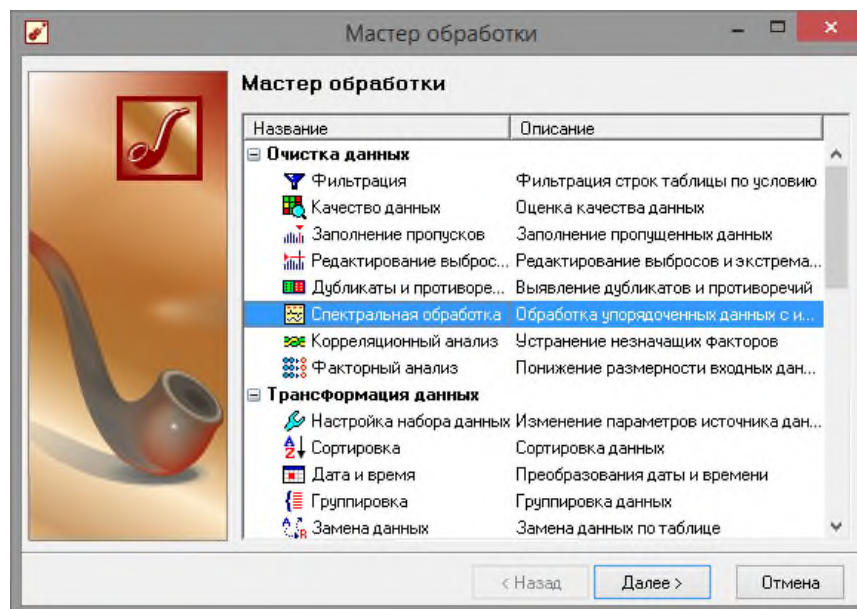 Мастер обработки
Мастер обработки
Название Описание
Очистка данных
Фильтрация Фильтрация строк таблицы по условию
Качество данных Оценка качества данных
Заполнение пропусков Заполнение пропущенных данных
Редактирование выброс... Редактирование выбросов и экстрема...
Дубликаты и противоре... Выявление дубликатов и противоречий
Спектральная обработка Обработка упорядоченных данных с и...
Корреляционный анализ Устранение незначащих факторов
Факторный анализ Понижение размерности входных дан...
Трансформация данных
Настройка набора данных Изменение параметров источника дан...
Сортировка Сортировка данных
Дата и время Преобразования даты и времени
Группировка Группировка данных
Замена данных Замена данных по таблице
< Назад Далее > Отмена